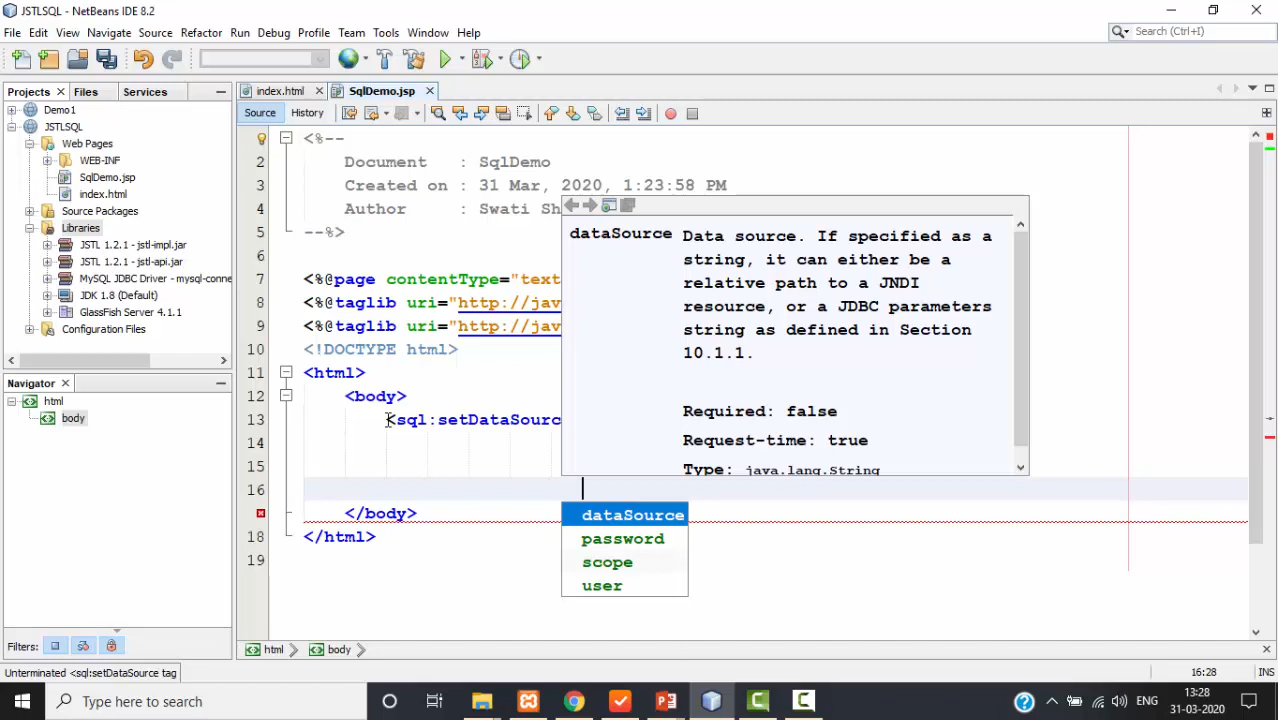 JSTLSQL - NetBeans IDE 8.2
File Edit View Navigate Source Refactor Run Debug Profile Team Tools Window Help
Search (Ctrl+I)
Projects Files Services
index.html SqlDemo.jsp
Demo1
JSTLSQL
Web Pages
WEB-INF
SqlDemo.jsp
index.html
Source Packages
Libraries
JSTL 1.2.1 - jstl-impl.jar
JSTL 1.2.1 - jstl-api.jar
MySQL JDBC Driver - mysql-conne
JDK 1.8 (Default)
GlassFish Server 4.1.1
Configuration Files
Navigator
html
body
Filters:
Source History
<%--
2 Document : SqlDemo
3 Created on : 31 Mar, 2020, 1:23:58 PM
4 Author : Swati Sh
5 --%>
6
7 <%@page contentType="text
8 <%@taglib uri="http://jav
9 <%@taglib uri="http://jav
10 <!DOCTYPE html>
11 <html>
12 <body>
13 <sql:setDataSourc
14
15
16
</body>
18 </html>
19
dataSource Data source. If specified as a
string, it can either be a
relative path to a JNDI
resource, or a JDBC parameters
string as defined in Section
10.1.1.
Required: false
Request-time: true
Type: java.lang.String
dataSource
password
scope
user
html body
Unterminated <sql:setDataSource tag
16:28 INS
Type here to search
ENG
13:28
31-03-2020